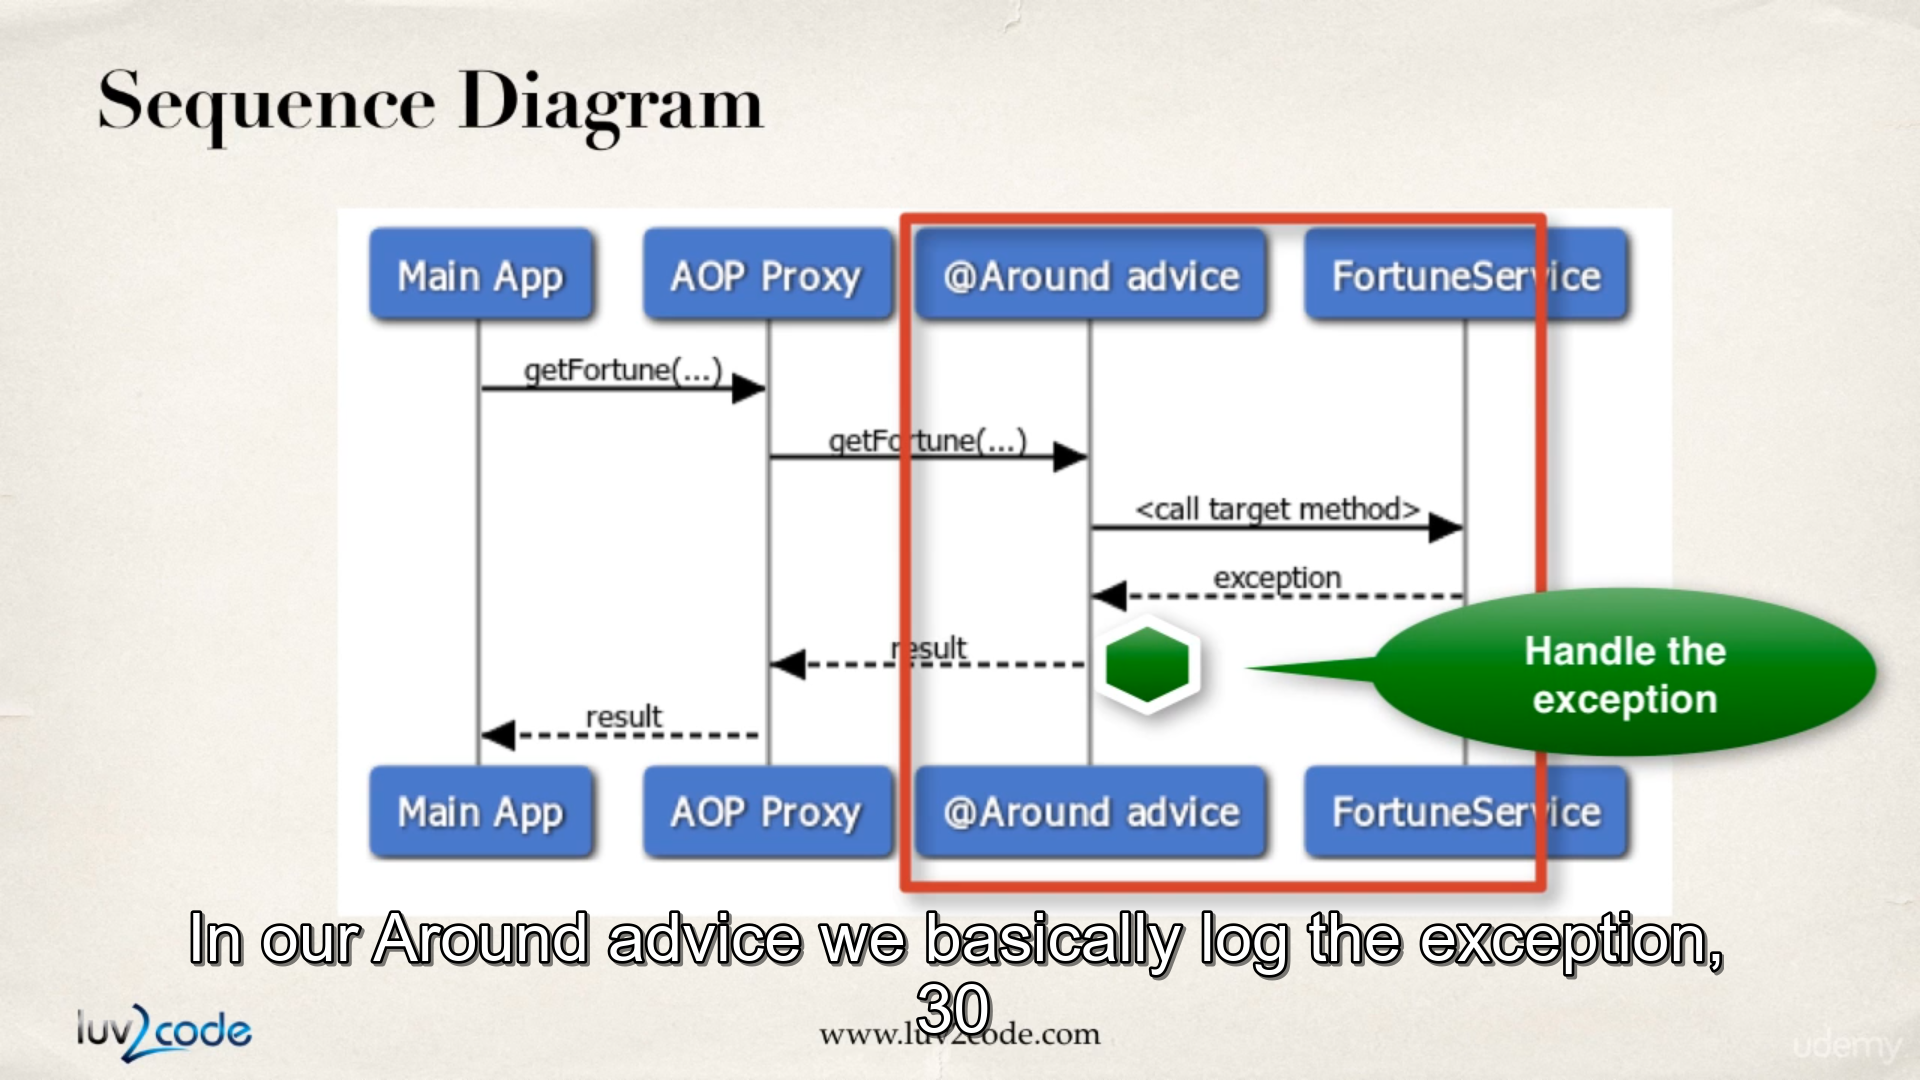 Sequence Diagram
Main App
AOP Proxy
@Around advice
FortuneService
getFortune(...)
getFortune(...)
<call target method>
exception
result
result
Handle the
exception
Main App
AOP Proxy
@Around advice
FortuneService
In our Around advice we basically log the exception,
30
luv2code
www.luv2code.com
udemy